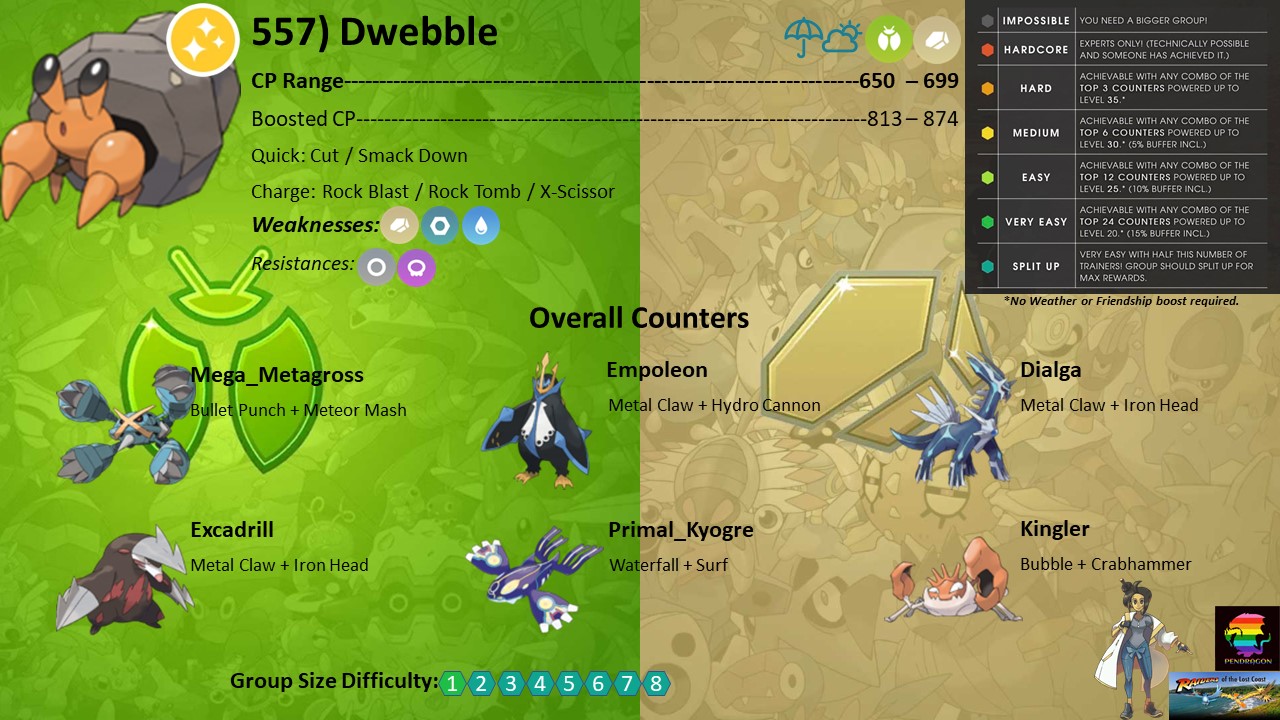 557) Dwebble
CP Range---650 – 699
Boosted CP---813 – 874
Quick: Cut / Smack Down
Charge: Rock Blast / Rock Tomb / X-Scissor
Weaknesses:
Resistances:
IMPOSSIBLE YOU NEED A BIGGER GROUP!
HARDCORE EXPERTS ONLY! (TECHNICALLY POSSIBLE
AND SOMEONE HAS ACHIEVED IT.)
HARD ACHIEVABLE WITH ANY COMBO OF THE
TOP 3 COUNTERS POWERED UP TO
LEVEL 35.*
MEDIUM ACHIEVABLE WITH ANY COMBO OF THE
TOP 6 COUNTERS POWERED UP TO
LEVEL 30.* (5% BUFFER INCL.)
EASY ACHIEVABLE WITH ANY COMBO OF THE
TOP 12 COUNTERS POWERED UP TO
LEVEL 25.* (10% BUFFER INCL.)
VERY EASY ACHIEVABLE WITH ANY COMBO OF THE
TOP 24 COUNTERS POWERED UP TO
LEVEL 20.* (15% BUFFER INCL.)
SPLIT UP VERY EASY WITH HALF THIS NUMBER OF
TRAINERS! GROUP SHOULD SPLIT UP FOR
MAX REWARDS.
*No Weather or Friendship boost required.
Overall Counters
Mega_Metagross
Bullet Punch + Meteor Mash
Empoleon
Metal Claw + Hydro Cannon
Dialga
Metal Claw + Iron Head
Excadrill
Metal Claw + Iron Head
Primal_Kyogre
Waterfall + Surf
Kingler
Bubble + Crabhammer
Group Size Difficulty: 1 2 3 4 5 6 7 8
PENDRAGON
RAIDERS of the Lost Coast